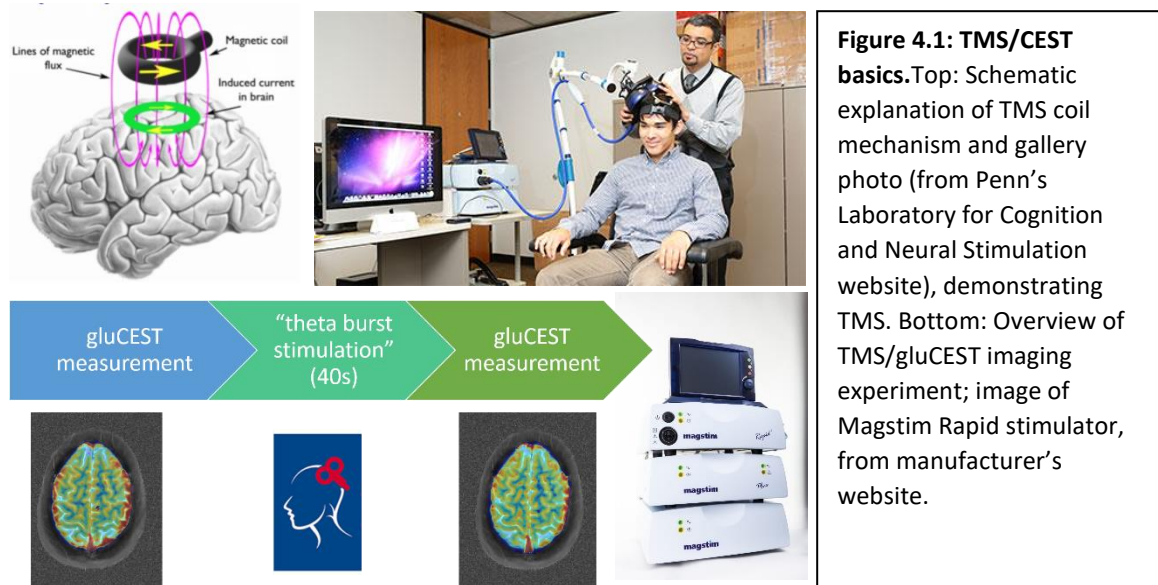 Lines of magnetic
flux
Magnetic coil
Induced current
in brain
gluCEST
measurement
"theta burst
stimulation"
(40s)
gluCEST
measurement
magstim
magstim
magstim
Figure 4.1: TMS/CEST
basics.Top: Schematic
explanation of TMS coil
mechanism and gallery
photo (from Penn's
Laboratory for Cognition
and Neural Stimulation
website), demonstrating
TMS. Bottom: Overview of
TMS/gluCEST imaging
experiment; image of
Magstim Rapid stimulator,
from manufacturer's
website.